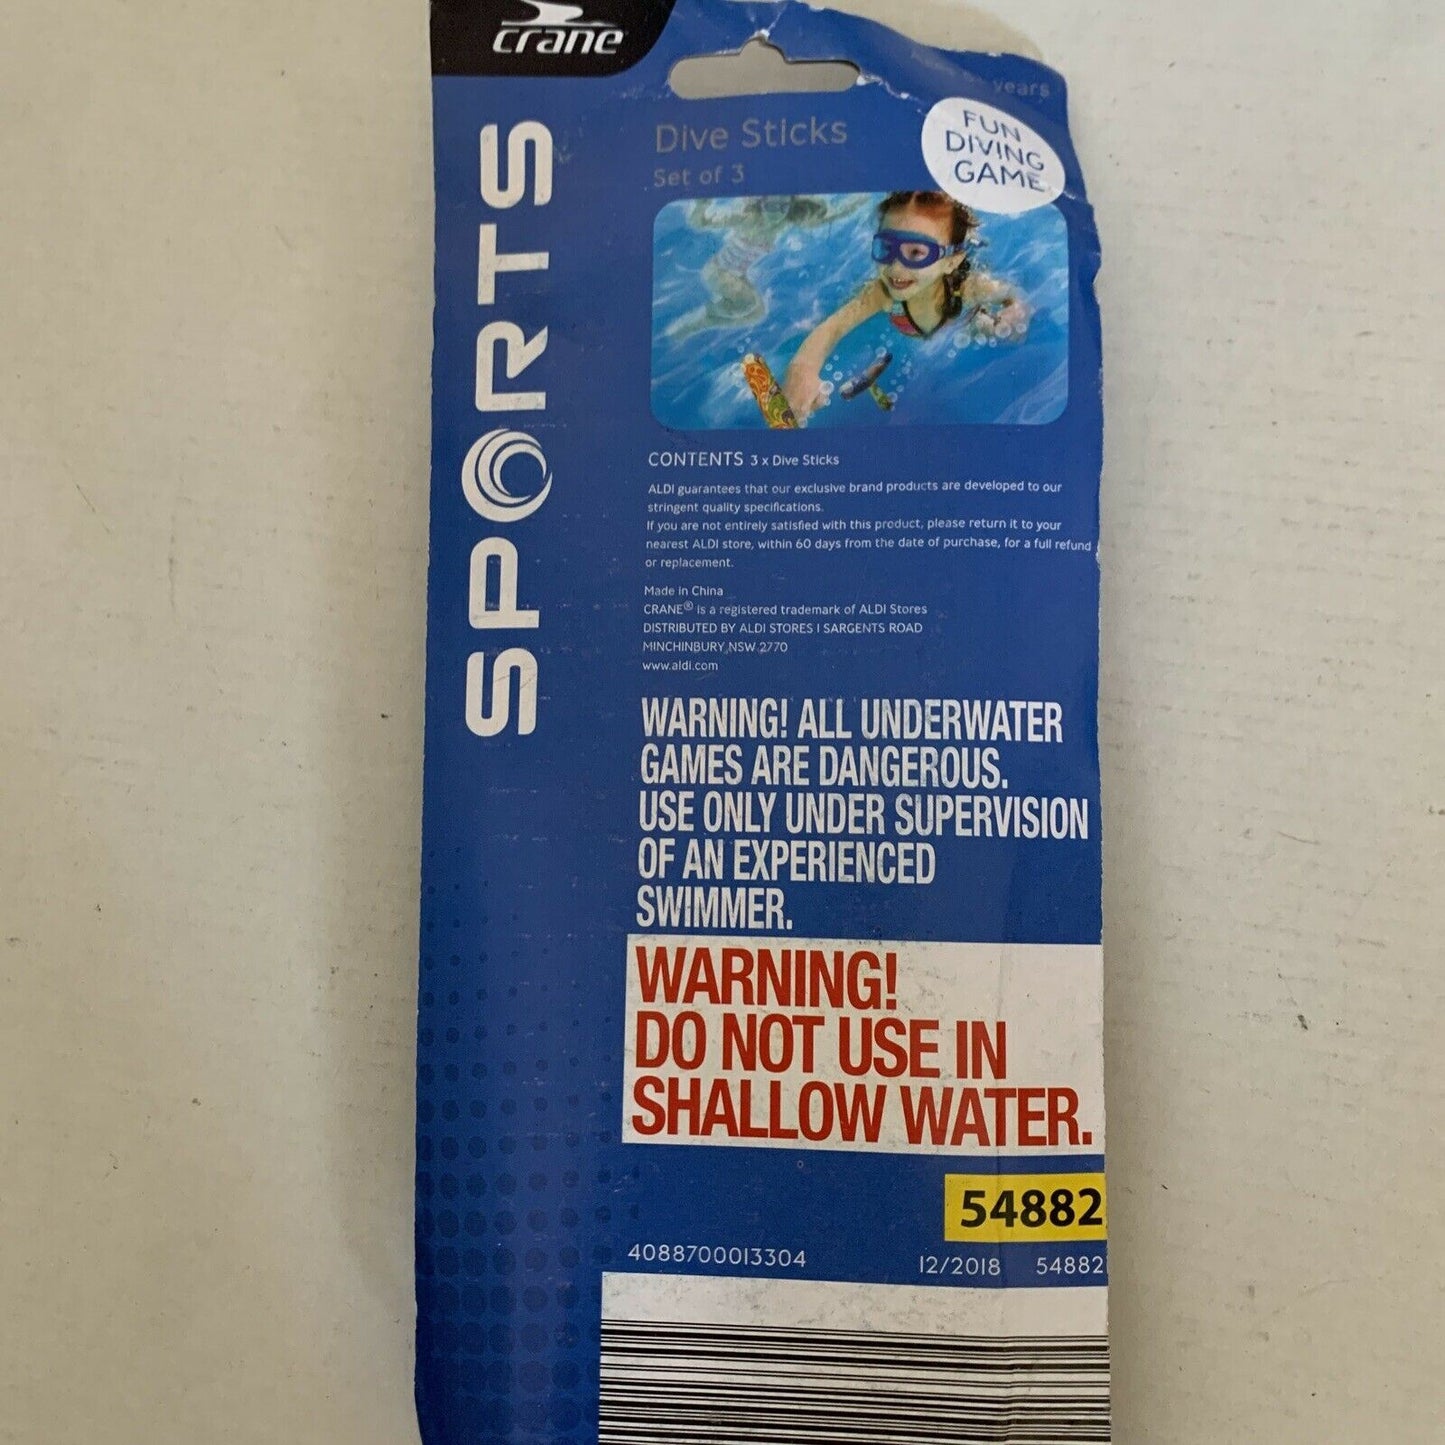 crane
SPORTS
years
FUN
DIVING
GAME
Dive Sticks
Set of 3
CONTENTS 3 x Dive Sticks
ALDI guarantees that our exclusive brand products are developed to our
stringent quality specifications.
If you are not entirely satisfied with this product, please return it to your
nearest ALDI store, within 60 days from the date of purchase, for a full refund
or replacement.
Made in China
CRANE® is a registered trademark of ALDI Stores
DISTRIBUTED BY ALDI STORES I SARGENTS ROAD
MINCHINBURY NSW 2770
www.aldi.com
WARNING! ALL UNDERWATER
GAMES ARE DANGEROUS.
USE ONLY UNDER SUPERVISION
OF AN EXPERIENCED
SWIMMER.
WARNING!
DO NOT USE IN
SHALLOW WATER.
54882
4088700013304 12/2018 54882